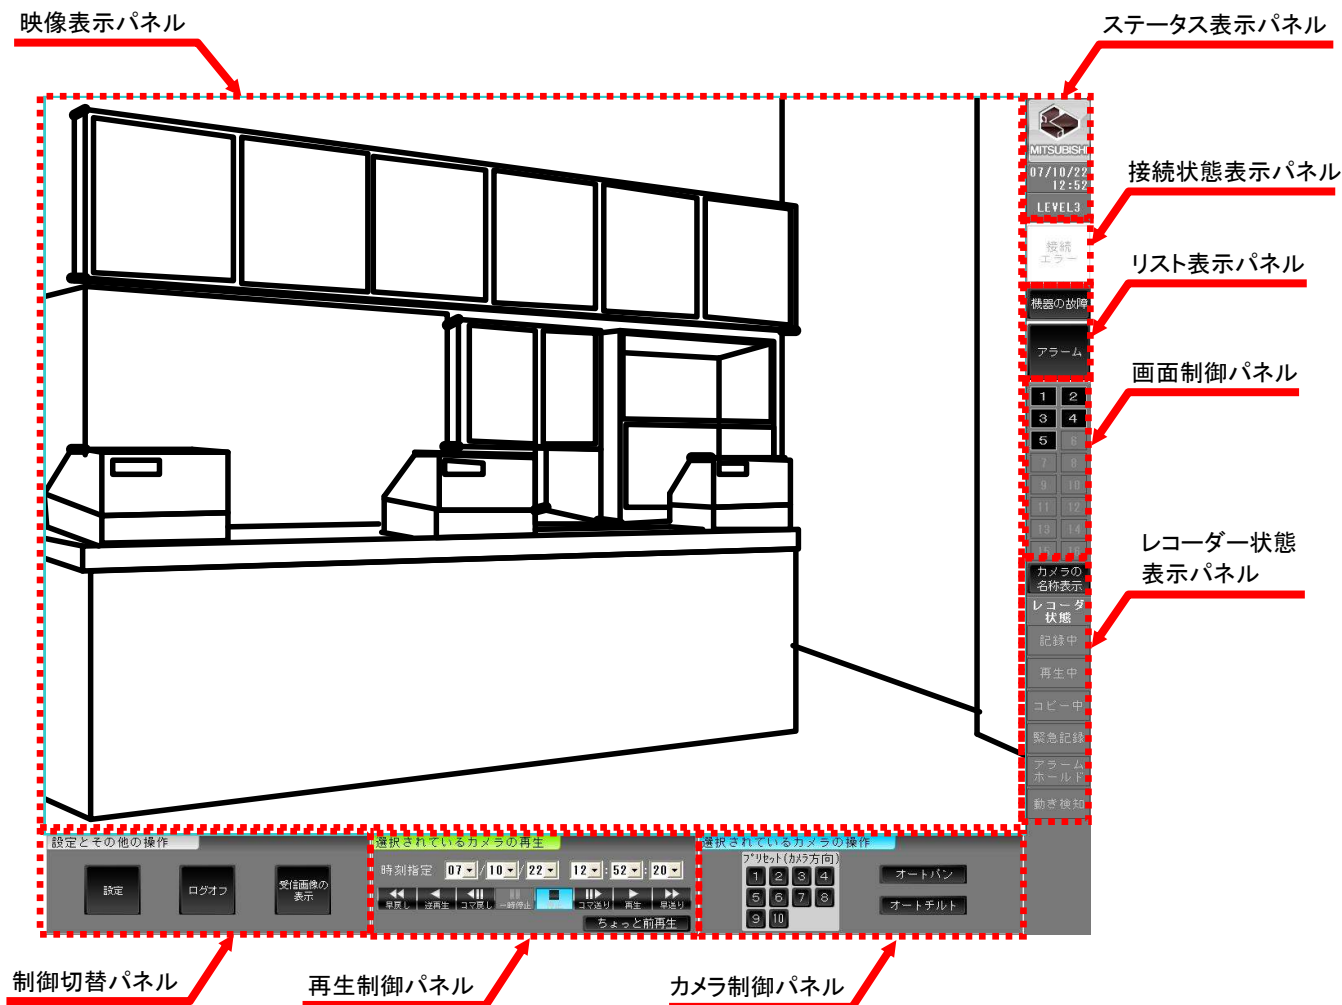 映像表示パネル
ステータス表示パネル
MITSUBISHI
07/10/22
12:52
LEVEL3
接続状態表示パネル
接続
エラー
リスト表示パネル
機器の故障
アラーム
画面制御パネル
1 2
3 4
5 6
7 8
9 10
11 12
13 14
15 16
レコーダー状態
表示パネル
カメラの
名称表示
レコーダ
状態
記録中
再生中
コピー中
緊急記録
アラーム
ホールド
動き検知
設定とその他の操作
設定
ログオフ
受信画像の
表示
選択されているカメラの再生
時刻指定 07/10/22 12:52:20
早戻し 逆再生 コマ戻し 一時停止 コマ送り 再生 早送り
ちょっと前再生
選択されているカメラの操作
プリセット(カメラ方向)
1 2 3 4
5 6 7 8
9 10
オートパン
オートチルト
制御切替パネル
再生制御パネル
カメラ制御パネル